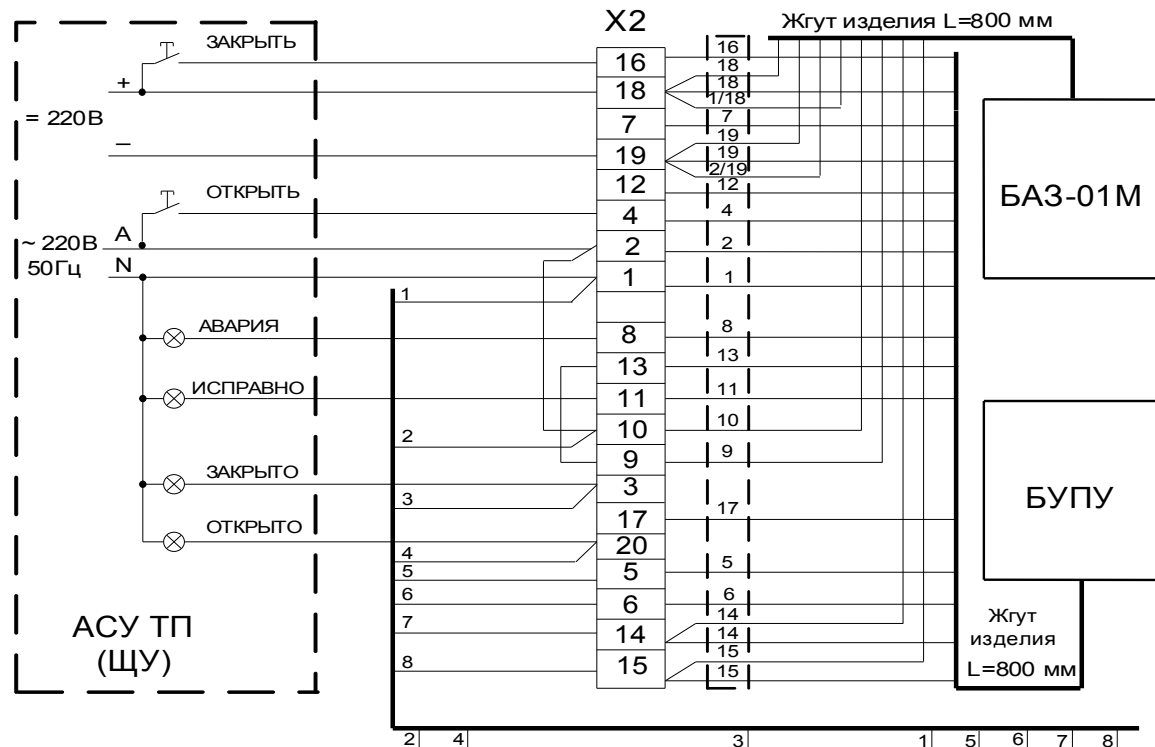 X2
Жгут изделия L=800 мм
ЗАКРЫТЬ
+
= 220В
–
ОТКРЫТЬ
~ 220В
50Гц
A
N
АВАРИЯ
ИСПРАВНО
ЗАКРЫТО
ОТКРЫТО
АСУ ТП
(ЩУ)
1
2
3
4
5
6
7
8
16
18
7
19
12
4
2
1
8
13
11
10
9
3
17
20
5
6
14
15
16
18
18
1/18
7
19
19
2/19
12
4
2
1
8
13
11
10
9
17
5
6
14
14
15
15
БАЗ-01М
БУПУ
Жгут
изделия
L=800 мм
2 4 3 1 5 6 7 8